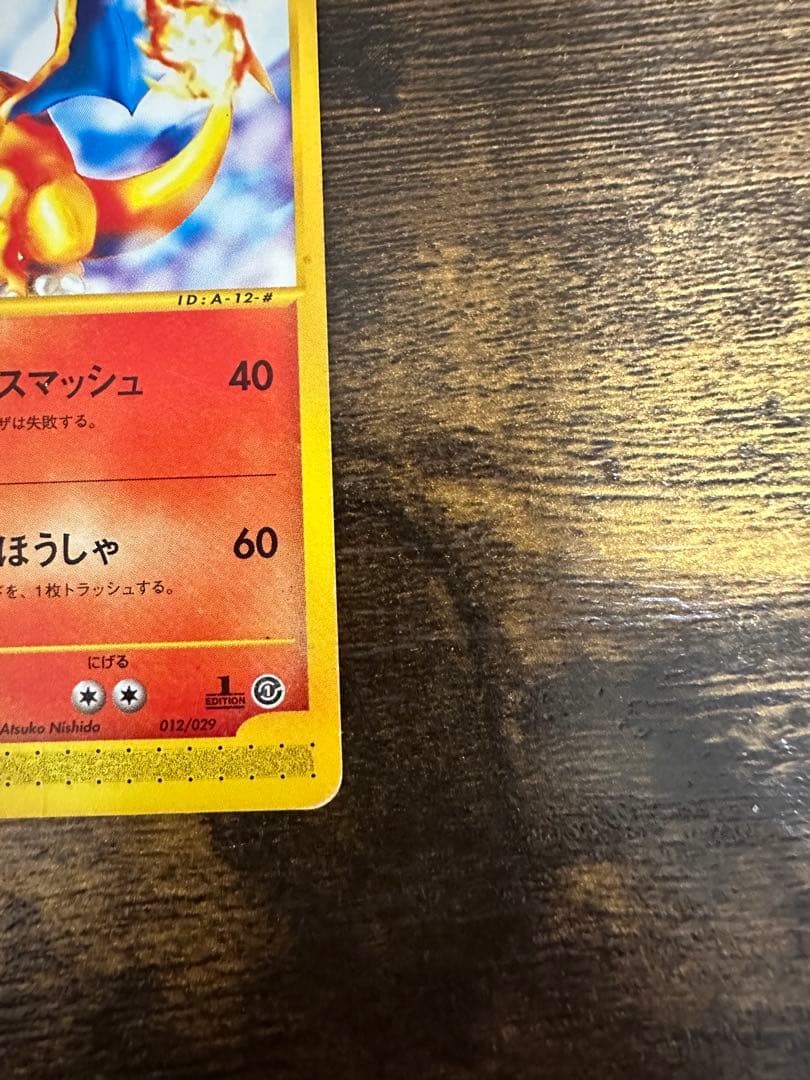 ID:A-12-#
スマッシュ 40
ザは失敗する。
ほうしゃ 60
を、1枚トラッシュする。
にげる
1
EDITION
Atsuko Nishido 012/029